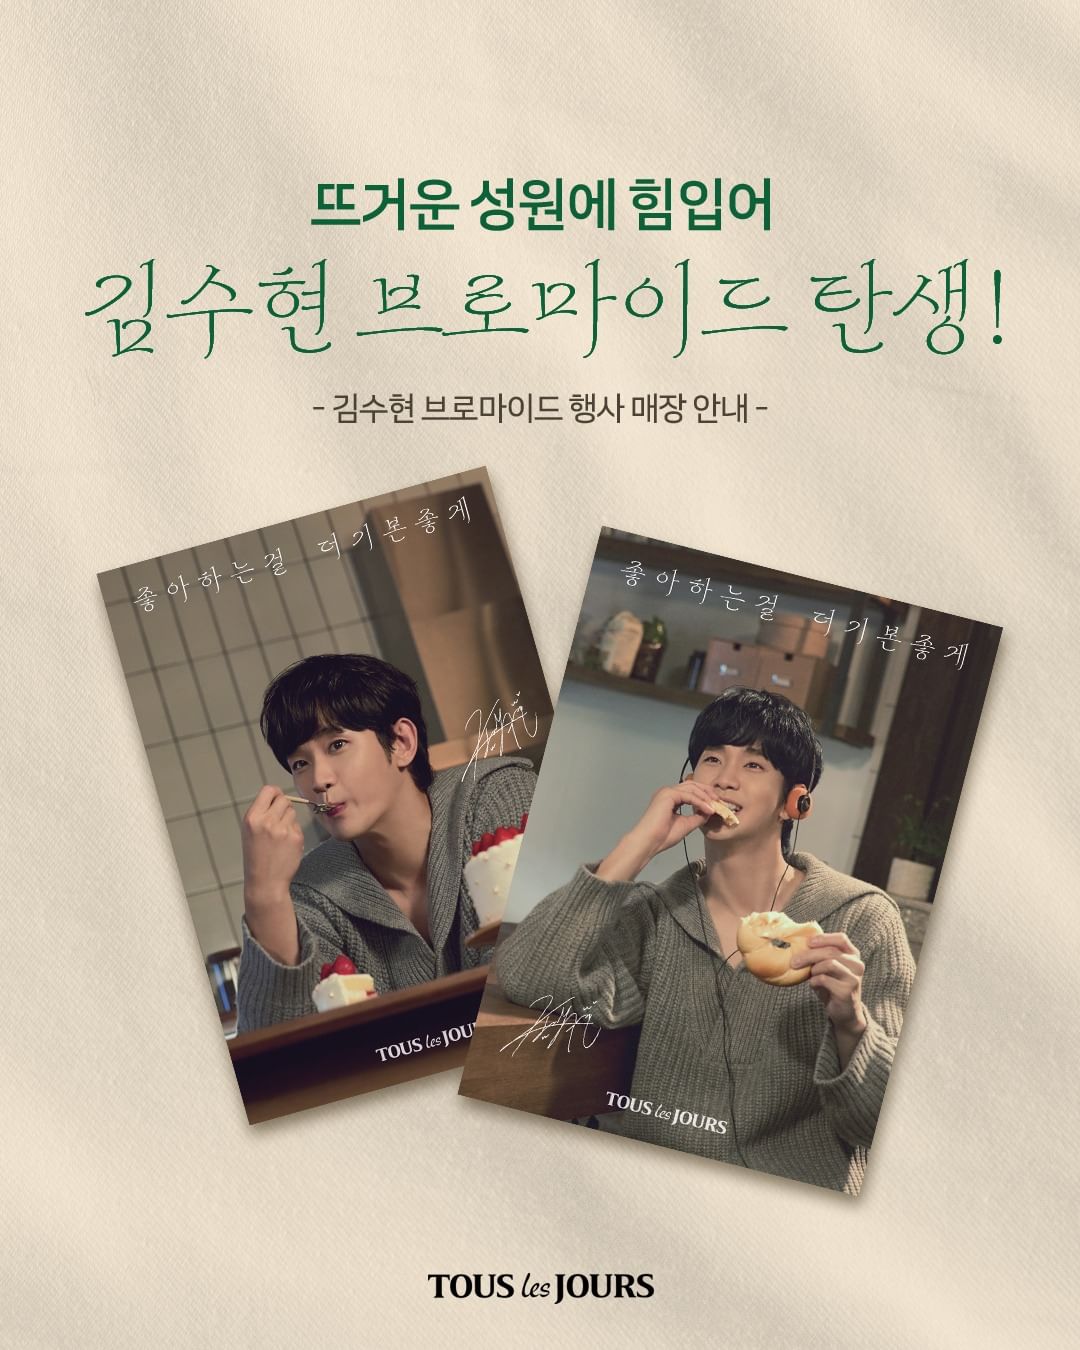 뜨거운 성원에 힘입어
김수현 브로마이드 탄생!
- 김수현 브로마이드 행사 매장 안내 -
좋아하는걸 더기본좋게
TOUS les JOU
좋아하는걸 더기본좋게
TOUS les JOURS
TOUS les JOURS